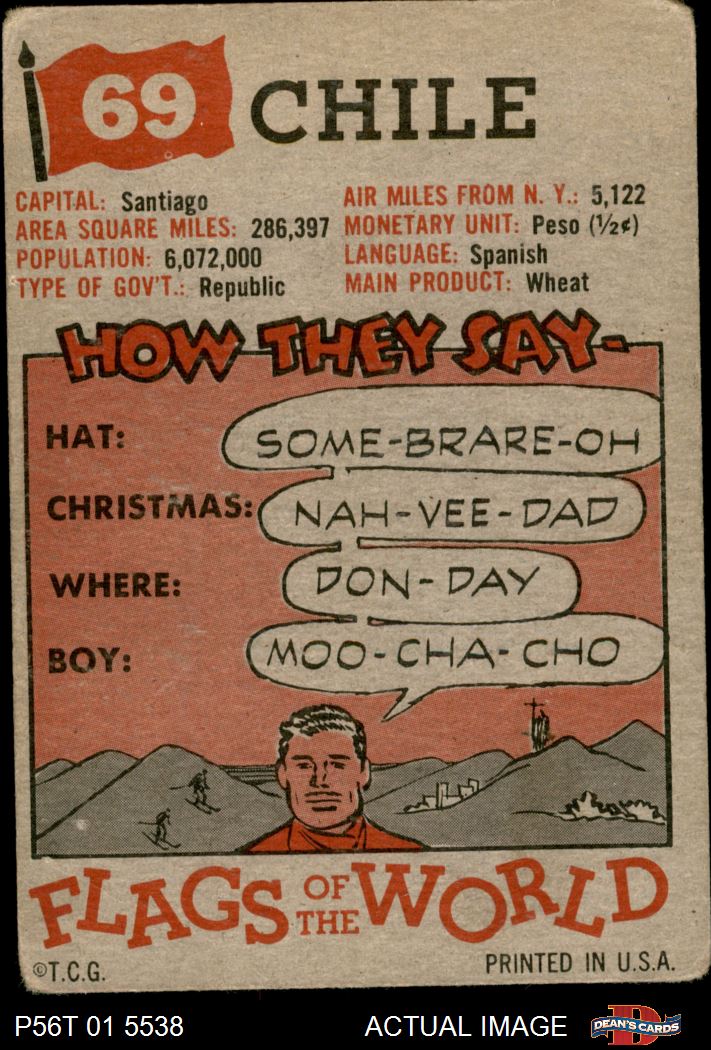 69 CHILE
CAPITAL: Santiago
AREA SQUARE MILES: 286,397
POPULATION: 6,072,000
TYPE OF GOV'T.: Republic
AIR MILES FROM N. Y.: 5,122
MONETARY UNIT: Peso (½¢)
LANGUAGE: Spanish
MAIN PRODUCT: Wheat
HOW THEY SAY-
HAT: SOME-BRARE-OH
CHRISTMAS: NAH-VEE-DAD
WHERE: DON-DAY
BOY: MOO-CHA-CHO
FLAGS OF THE WORLD
©T.C.G.
PRINTED IN U.S.A.
P56T 01 5538
ACTUAL IMAGE
D
DEAN'S CARDS